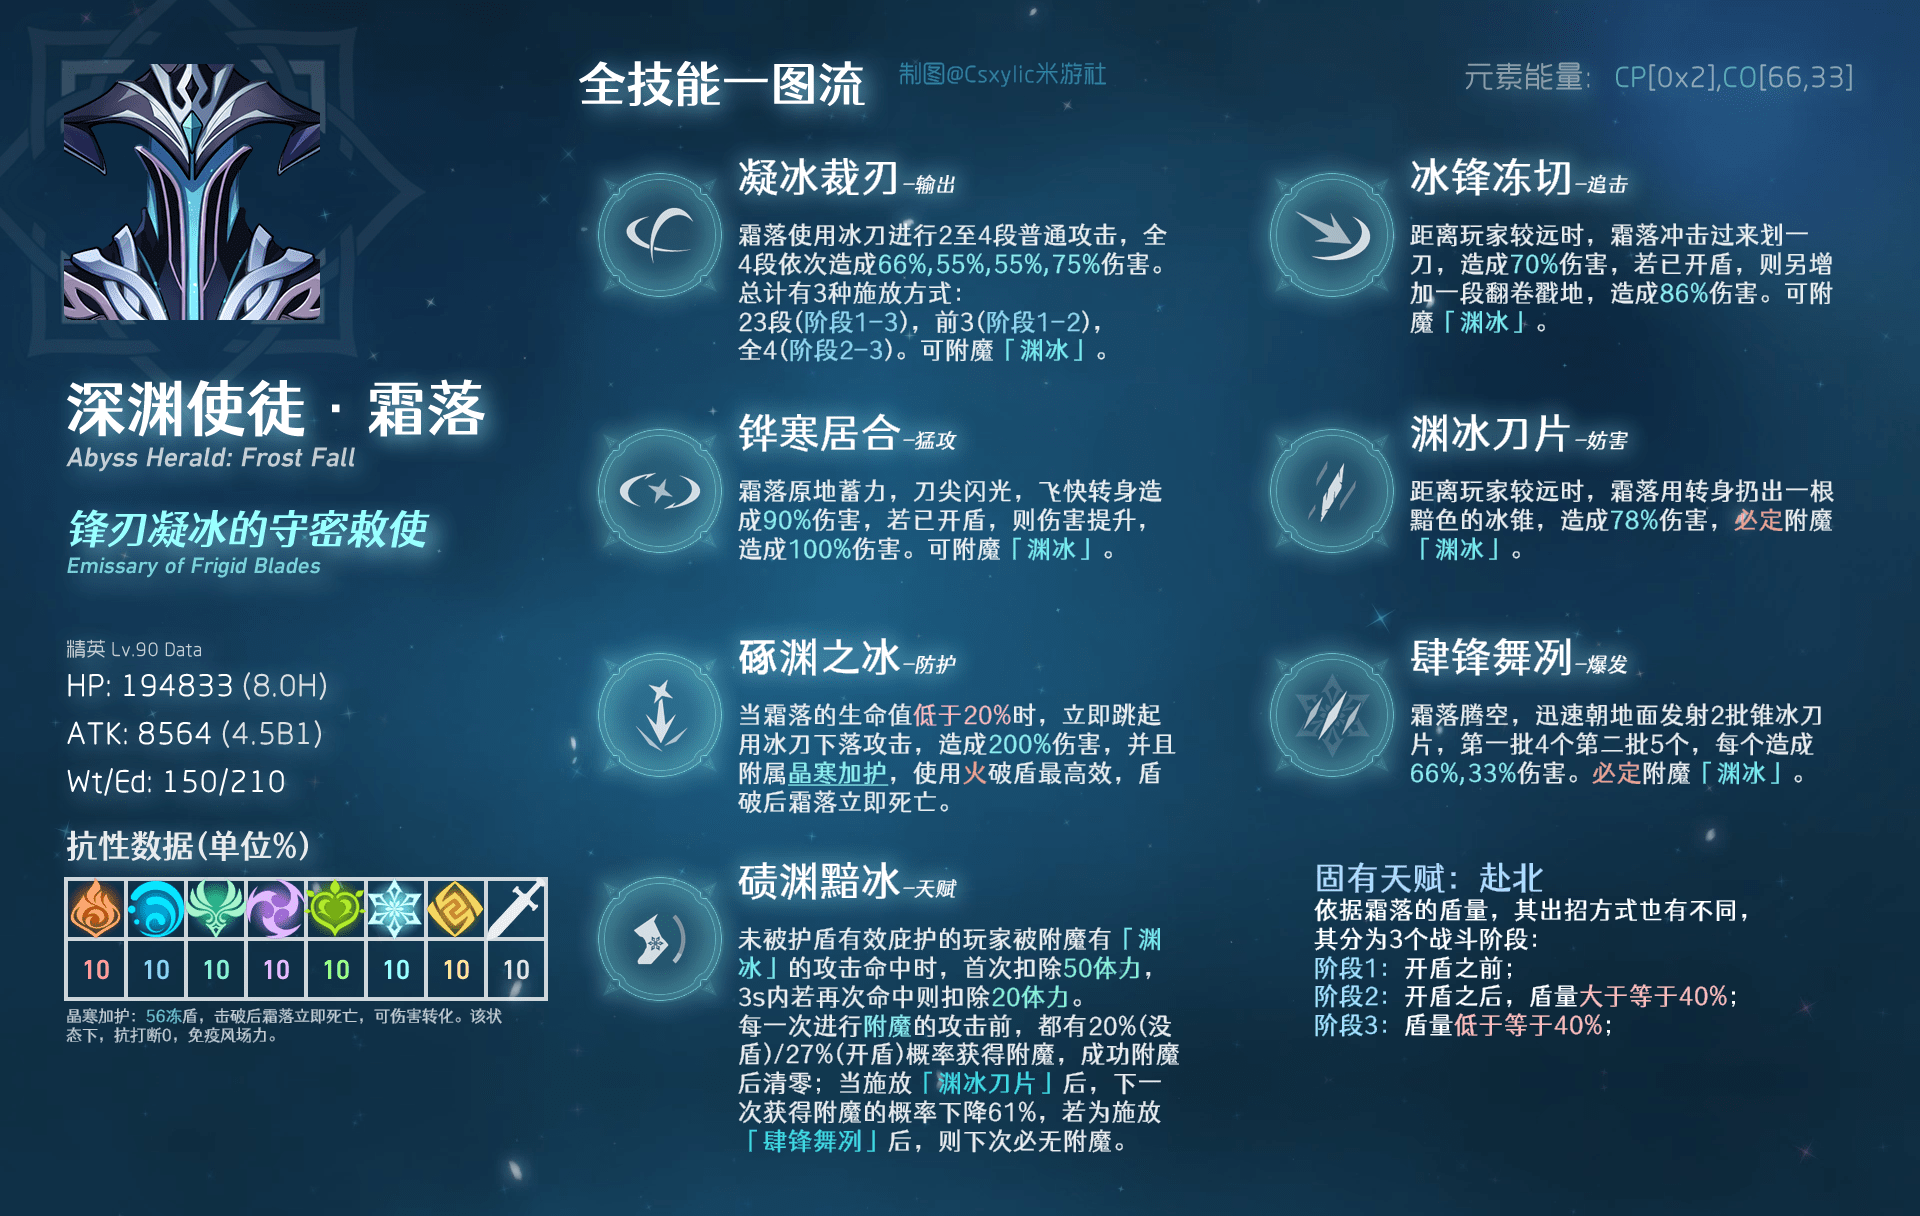 全技能一图流
制图@Csxylic米游社
元素能量: CP[0x2],CO[66,33]
深渊使徒·霜落
Abyss Herald: Frost Fall
锋刃凝冰的守密敕使
Emissary of Frigid Blades
精英 Lv.90 Data
HP: 194833 (8.0H)
ATK: 8564 (4.5B1)
Wt/Ed: 150/210
抗性数据(单位%)
10 10 10 10 10 10 10 10
晶寒加护: 56冻盾, 击破后霜落立即死亡, 可伤害转化。该状
态下, 抗打断0, 免疫风场力。
凝冰裁刃-输出
霜落使用冰刀进行2至4段普通攻击, 全
4段依次造成66%,55%,55%,75%伤害。
总计有3种施放方式:
23段(阶段1-3), 前3(阶段1-2),
全4(阶段2-3)。可附魔「渊冰」。
铧寒居合-猛攻
霜落原地蓄力, 刀尖闪光, 飞快转身造
成90%伤害, 若已开盾, 则伤害提升,
造成100%伤害。可附魔「渊冰」。
硺渊之冰-防护
当霜落的生命值低于20%时, 立即跳起
用冰刀下落攻击, 造成200%伤害, 并且
附属晶寒加护, 使用火破盾最高效, 盾
破后霜落立即死亡。
碛渊黯冰-天赋
未被护盾有效庇护的玩家被附魔有「渊
冰」的攻击命中时, 首次扣除50体力,
3s内若再次命中则扣除20体力。
每一次进行附魔的攻击前, 都有20%(没
盾)/27%(开盾)概率获得附魔, 成功附魔
后清零; 当施放「渊冰刀片」后, 下一
次获得附魔的概率下降61%, 若为施放
「肆锋舞冽」后, 则下次必无附魔。
冰锋冻切-追击
距离玩家较远时, 霜落冲击过来划一
刀, 造成70%伤害, 若已开盾, 则另增
加一段翻卷戳地, 造成86%伤害。可附
魔「渊冰」。
渊冰刀片-妨害
距离玩家较远时, 霜落用转身扔出一根
黯色的冰锥, 造成78%伤害, 必定附魔
「渊冰」。
肆锋舞冽-爆发
霜落腾空, 迅速朝地面发射2批锥冰刀
片, 第一批4个第二批5个, 每个造成
66%,33%伤害。必定附魔「渊冰」。
固有天赋: 赴北
依据霜落的盾量, 其出招方式也有不同,
其分为3个战斗阶段:
阶段1: 开盾之前;
阶段2: 开盾之后, 盾量大于等于40%;
阶段3: 盾量低于等于40%;